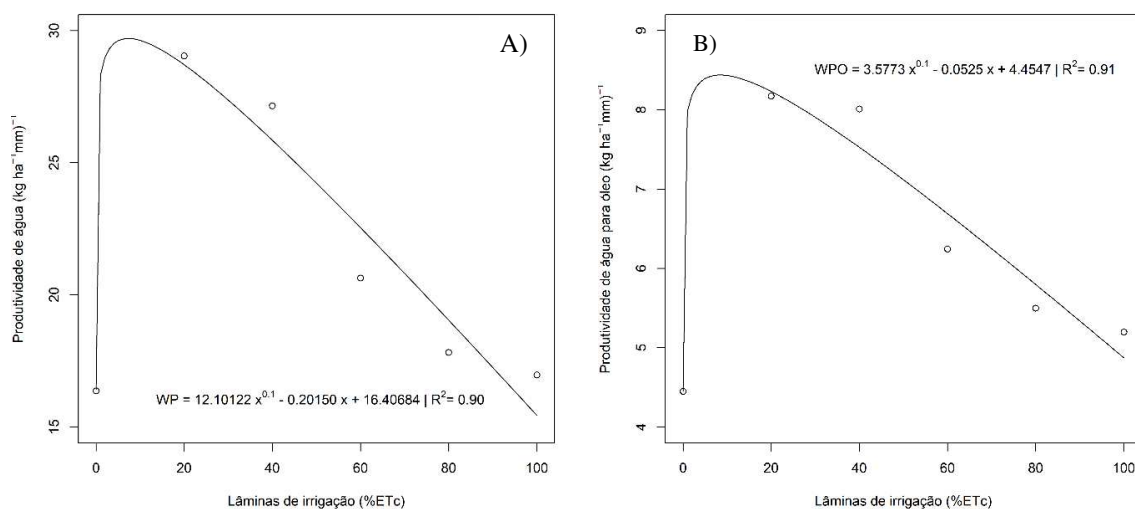 A)
Produtividade de água (kg ha⁻¹mm)⁻¹
30
25
20
15
WP = 12.10122 x^0.1 - 0.20150 x + 16.40684 | R²= 0.90
0 20 40 60 80 100
Lâminas de irrigação (%ETc)
B)
Produtividade de água para óleo (kg ha⁻¹mm)⁻¹
9
8
7
6
5
4
WPO = 3.5773 x^0.1 - 0.0525 x + 4.4547 | R²= 0.91
0 20 40 60 80 100
Lâminas de irrigação (%ETc)